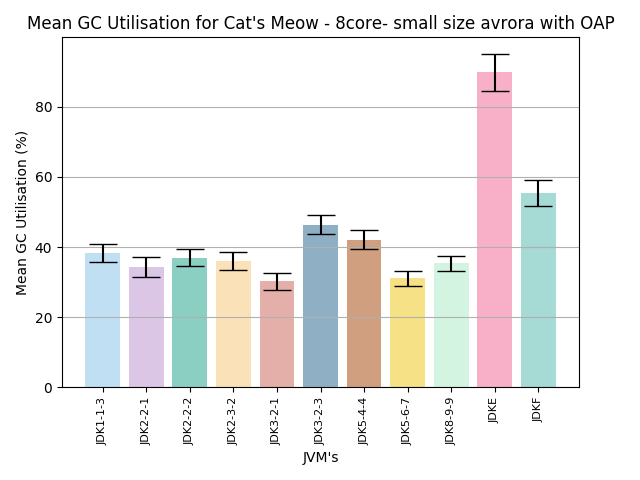 Mean GC Utilisation for Cat's Meow - 8core- small size avrora with OAP
Mean GC Utilisation (%)
80
60
40
20
0
JDK1-1-3
JDK2-2-1
JDK2-2-2
JDK2-3-2
JDK3-2-1
JDK3-2-3
JDK5-4-4
JDK5-6-7
JDK8-9-9
JDKE
JDKF
JVM's